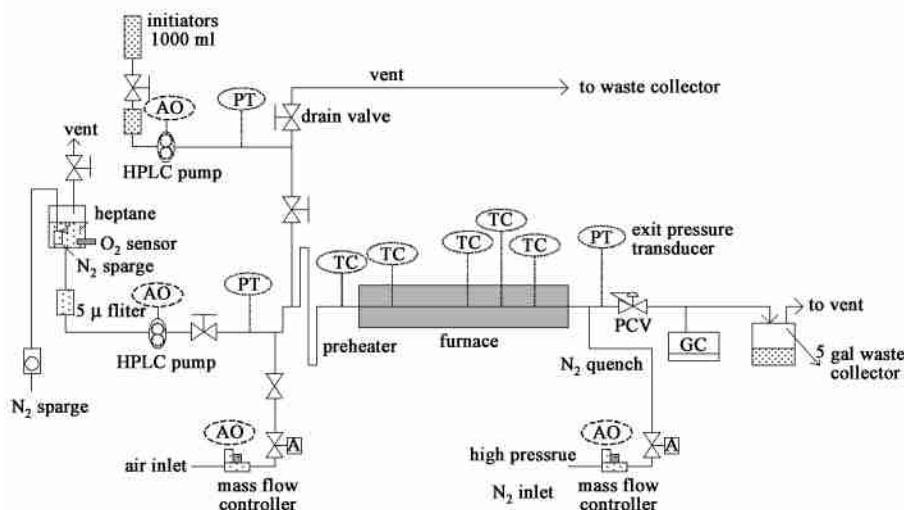 initiators
1000 ml
AO
PT
vent
to waste collector
drain valve
vent
HPLC pump
heptane
O2 sensor
N2 sparge
TC
TC
TC
TC
TC
PT
exit pressure
transducer
5 μ fliter
AO
PT
to vent
HPLC pump
preheater
furnace
PCV
GC
5 gal waste
collector
N2 quench
N2 sparge
AO
A
AO
A
air inlet
high pressrue
mass flow
controller
N2 inlet
mass flow
controller